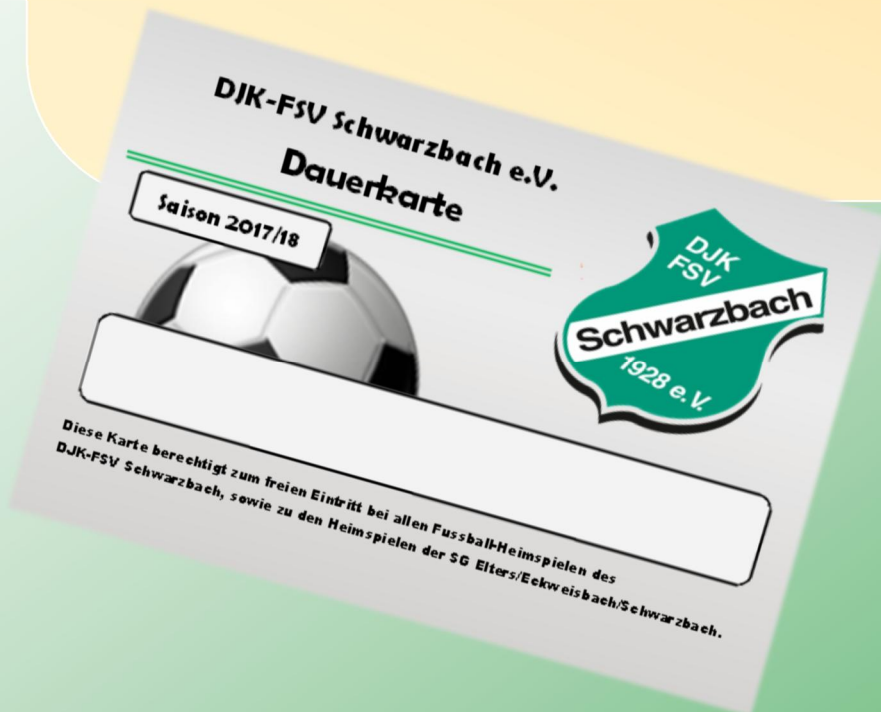 DJK-FSV Schwarzbach e.V.
Dauerkarte
Saison 2017/18
DJK
FSV
Schwarzbach
1928 e.V.
Diese Karte berechtigt zum freien Eintritt bei allen Fussball-Heimspielen des
DJK-FSV Schwarzbach, sowie zu den Heimspielen der SG Elters/Eckweisbach/Schwarzbach.